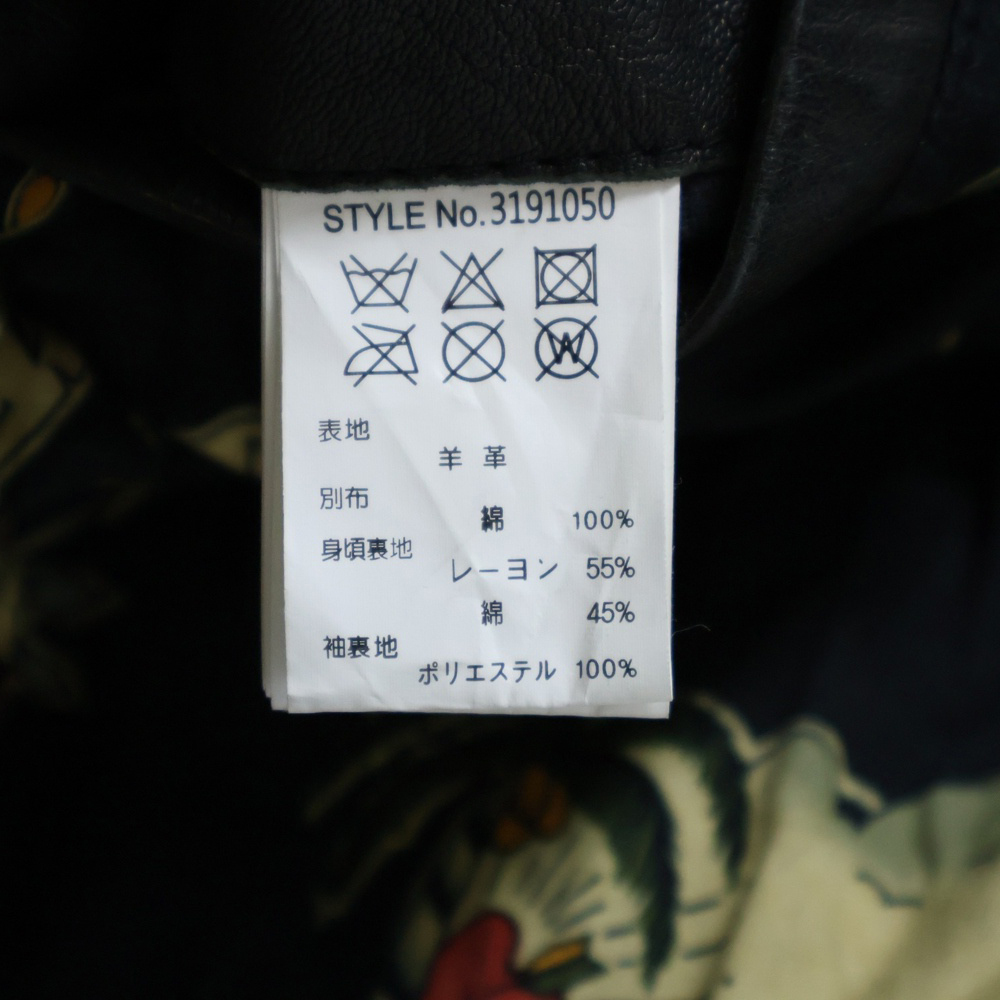 STYLE No.3191050
表地
羊 革
別布
綿 100%
身頃裏地
レーヨン 55%
綿 45%
袖裏地
ポリエステル 100%